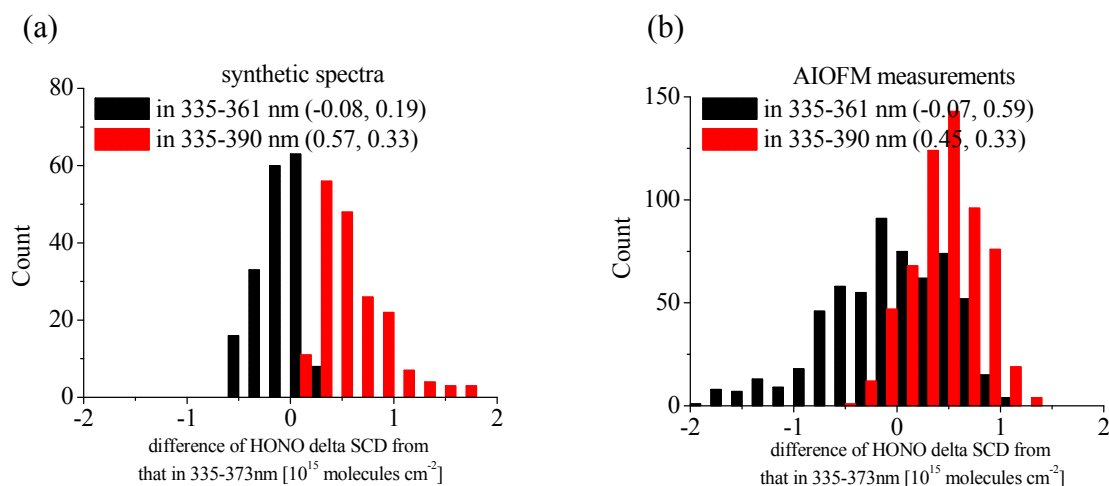 (a)
synthetic spectra
in 335-361 nm (-0.08, 0.19)
in 335-390 nm (0.57, 0.33)
80
60
40
20
0
Count
-2
-1
0
1
2
difference of HONO delta SCD from
that in 335-373nm [10¹⁵ molecules cm⁻²]
(b)
AIOFM measurements
in 335-361 nm (-0.07, 0.59)
in 335-390 nm (0.45, 0.33)
150
100
50
0
Count
-2
-1
0
1
2
difference of HONO delta SCD from
that in 335-373nm [10¹⁵ molecules cm⁻²]